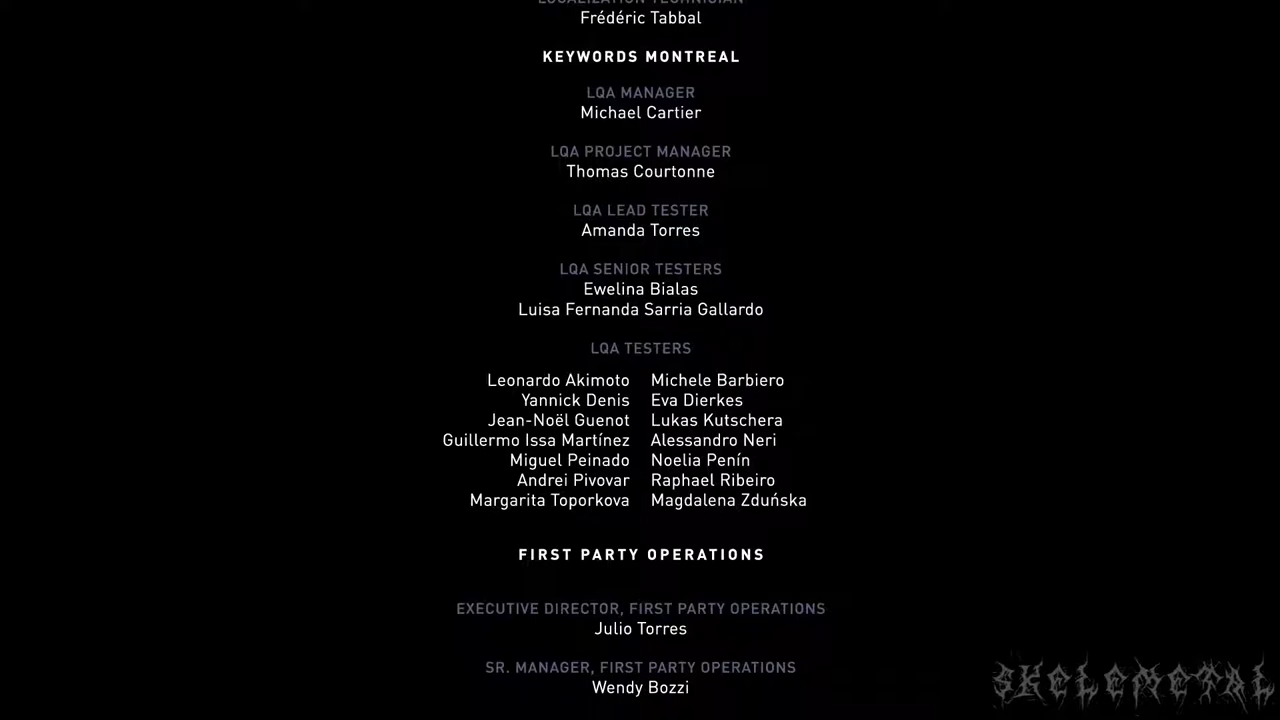 LOCALIZATION TECHNICIAN
Frédéric Tabbal
KEYWORDS MONTREAL
LQA MANAGER
Michael Cartier
LQA PROJECT MANAGER
Thomas Courtonne
LQA LEAD TESTER
Amanda Torres
LQA SENIOR TESTERS
Ewelina Bialas
Luisa Fernanda Sarria Gallardo
LQA TESTERS
Leonardo Akimoto Michele Barbiero
Yannick Denis Eva Dierkes
Jean-Noël Guenot Lukas Kutschera
Guillermo Issa Martínez Alessandro Neri
Miguel Peinado Noelia Penín
Andrei Pivovar Raphael Ribeiro
Margarita Toporkova Magdalena Zduńska
FIRST PARTY OPERATIONS
EXECUTIVE DIRECTOR, FIRST PARTY OPERATIONS
Julio Torres
SR. MANAGER, FIRST PARTY OPERATIONS
Wendy Bozzi
SKELEMETAL